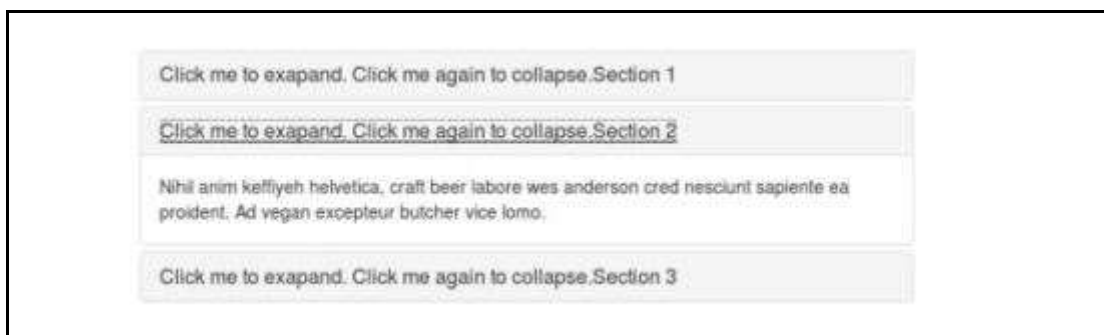 Click me to exapand. Click me again to collapse.Section 1
Click me to exapand. Click me again to collapse.Section 2
Nihil anim keffiyeh helvetica, craft beer labore wes anderson cred nesciunt sapiente ea
proident. Ad vegan excepteur butcher vice lomo.
Click me to exapand. Click me again to collapse.Section 3